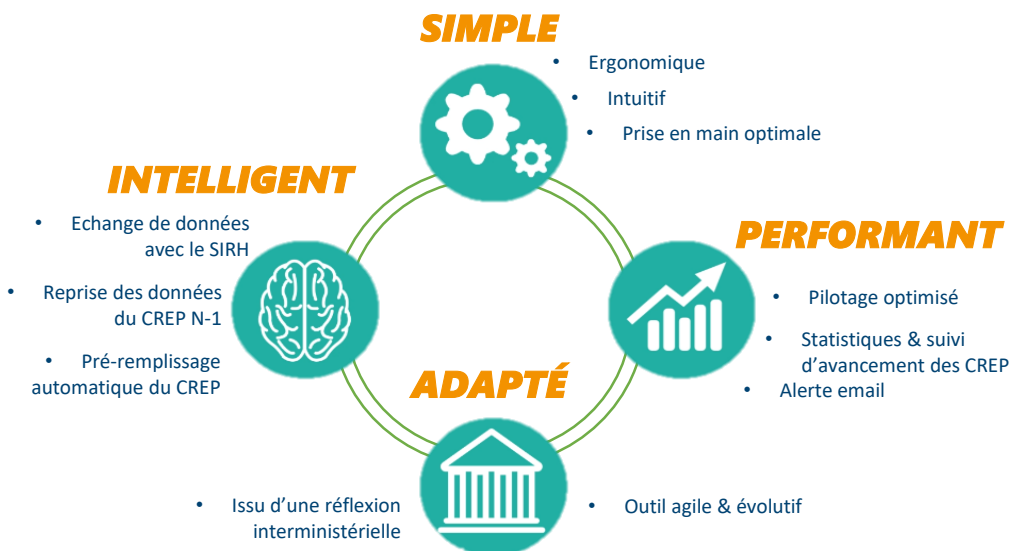 SIMPLE
• Ergonomique
• Intuitif
• Prise en main optimale
INTELLIGENT
• Echange de données
avec le SIRH
• Reprise des données
du CREP N-1
• Pré-remplissage
automatique du CREP
PERFORMANT
• Pilotage optimisé
• Statistiques & suivi
d’avancement des CREP
• Alerte email
ADAPTÉ
• Issu d’une réflexion
interministérielle
• Outil agile & évolutif